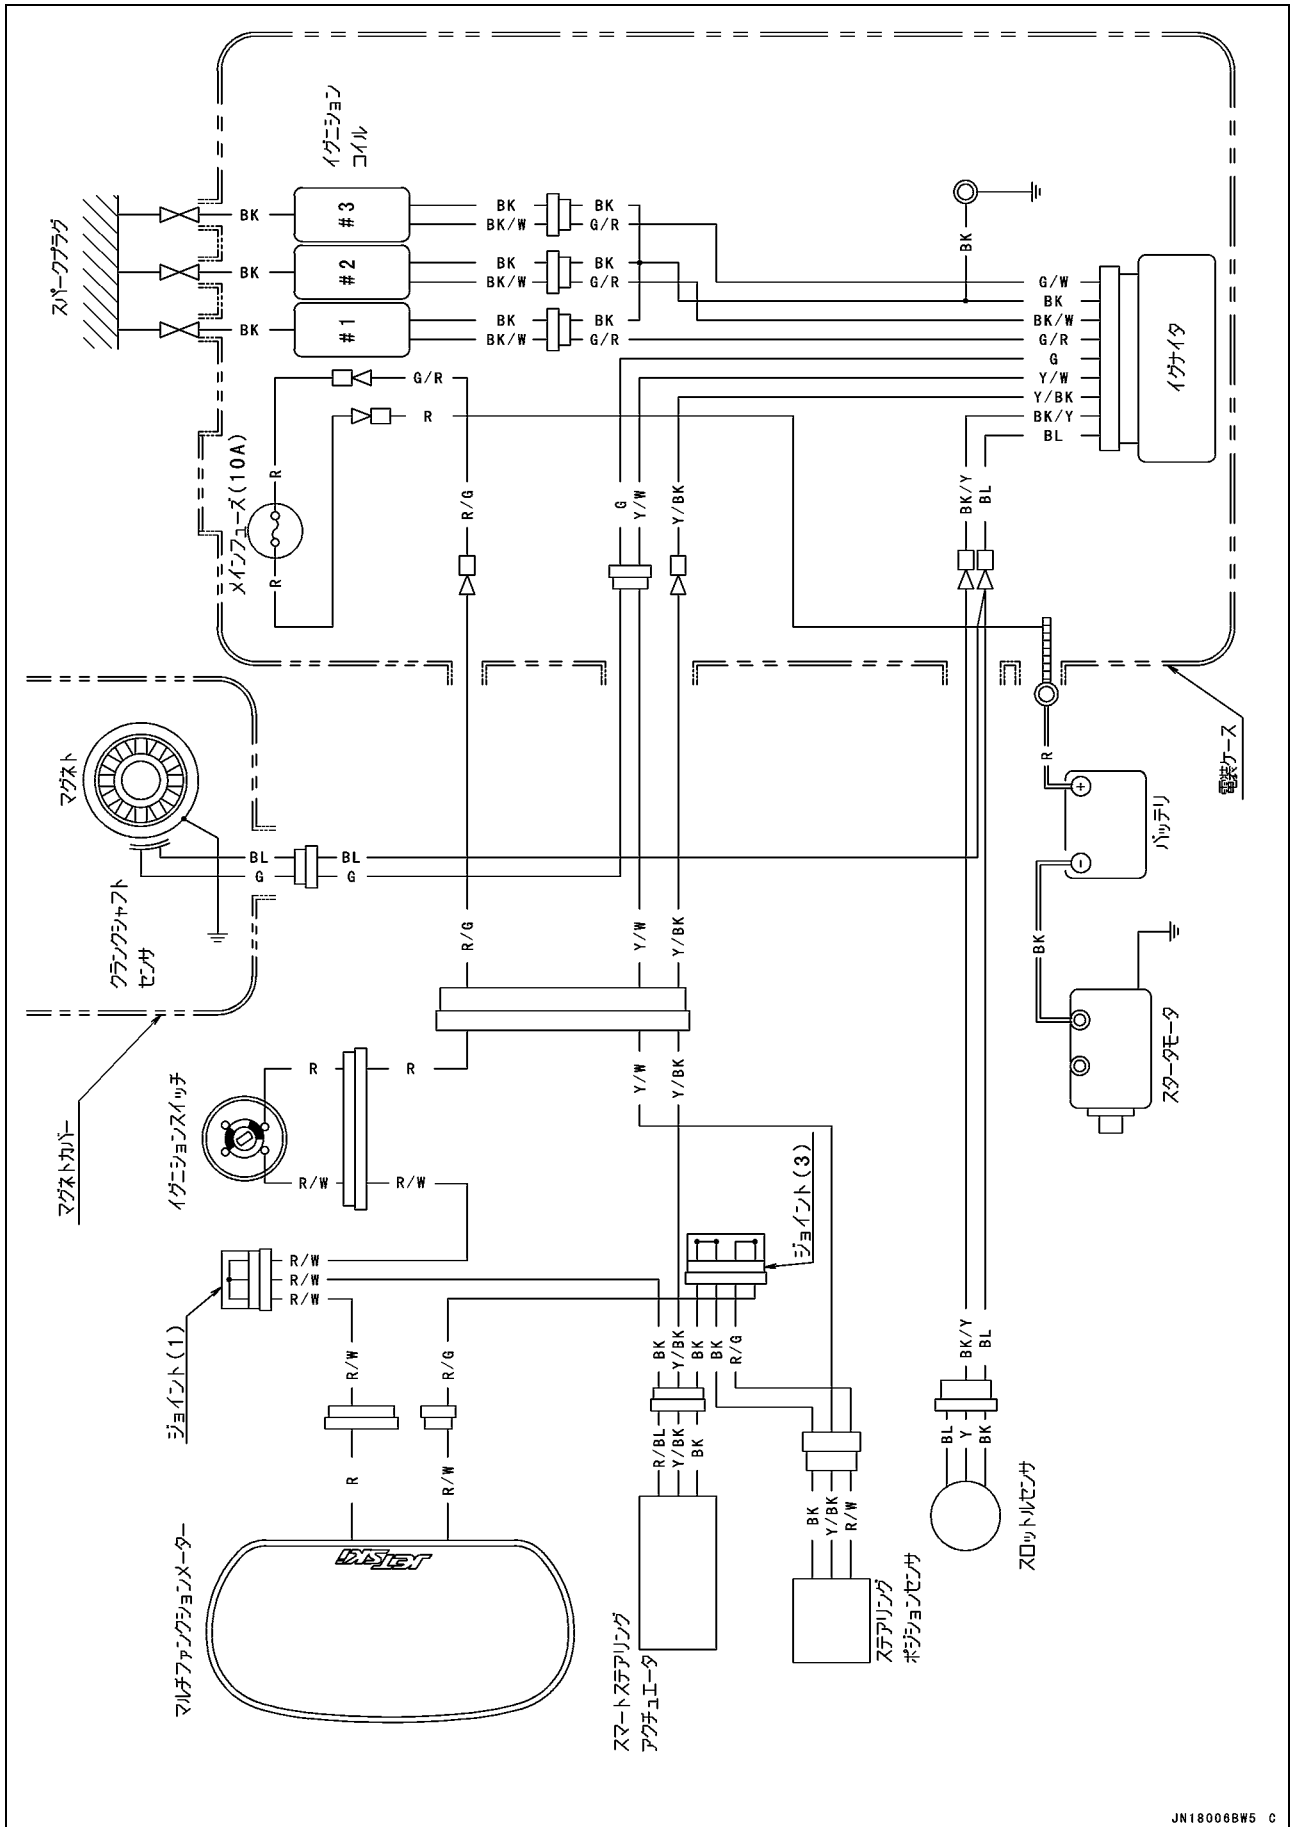 スパークプラグ
イグニション
コイル
BK
#3
BK
BK/W
BK
G/R
BK
#2
BK
BK/W
BK
G/R
BK
#1
BK
BK/W
BK
G/R
BK
G/W
BK
BK/W
G/R
G
Y/W
Y/BK
BK/Y
BL
イグナイタ
G/R
R
R
メインフューズ(10A)
R
R/G
G
Y/W
Y/BK
BK/Y
BL
電装ケース
マグネト
クランクシャフト
センサ
BL
G
BL
G
R
バッテリ
BK
スタータモータ
R/G
Y/W
Y/BK
マグネトカバー
イグニションスイッチ
R
R
R/W
R/W
Y/W
Y/BK
ジョイント(1)
R/W
R/W
R/W
ジョイント(3)
R/W
R/G
BK
Y/BK
BK
BK
R/G
BK/Y
BL
R
R/W
R/BL
Y/BK
BK
BK
Y/BK
R/W
BL
Y
BK
マルチファンクションメーター
JETSKI
スマートステアリング
アクチュエータ
ステアリング
ポジションセンサ
スロットルセンサ
JN18006BW5 C